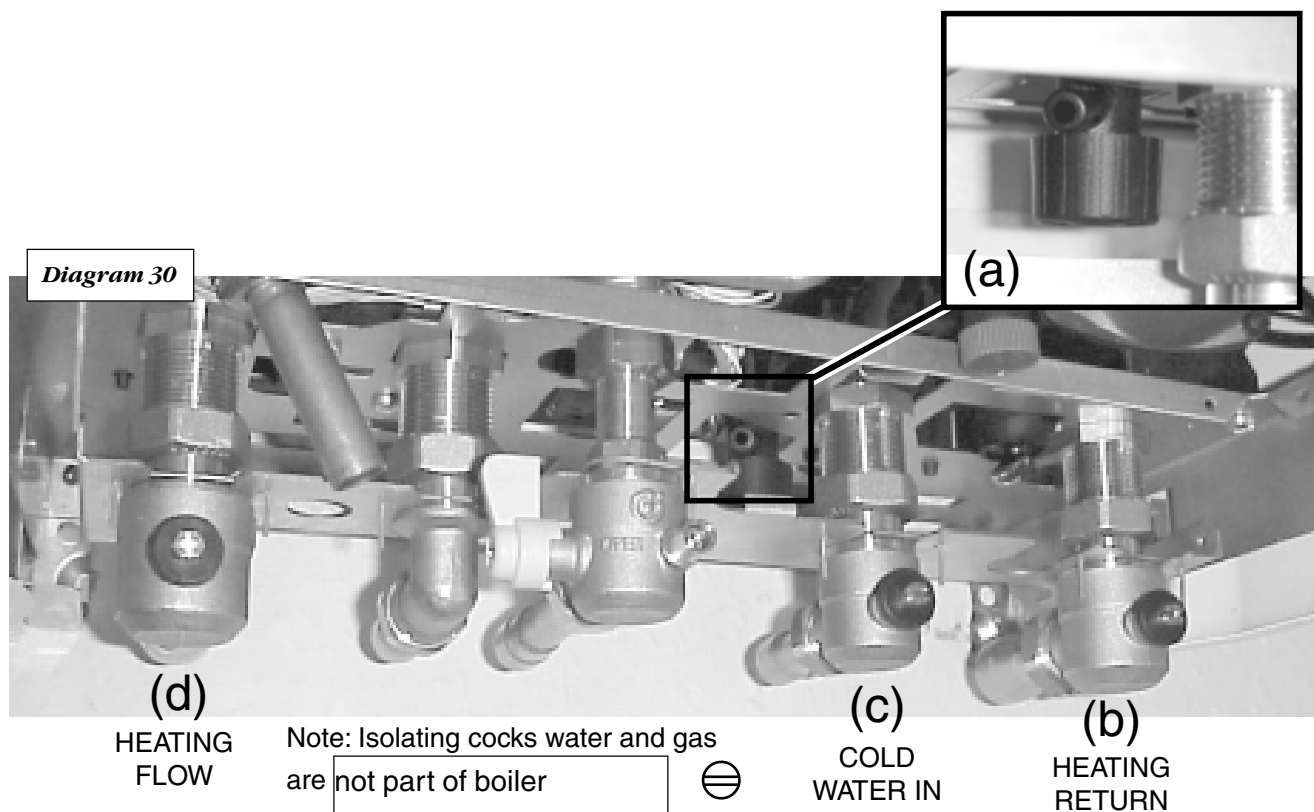 (a)
Diagram 30
OPEN
(d)
HEATING
FLOW
Note: Isolating cocks water and gas
are not part of boiler
(c)
COLD
WATER IN
(b)
HEATING
RETURN